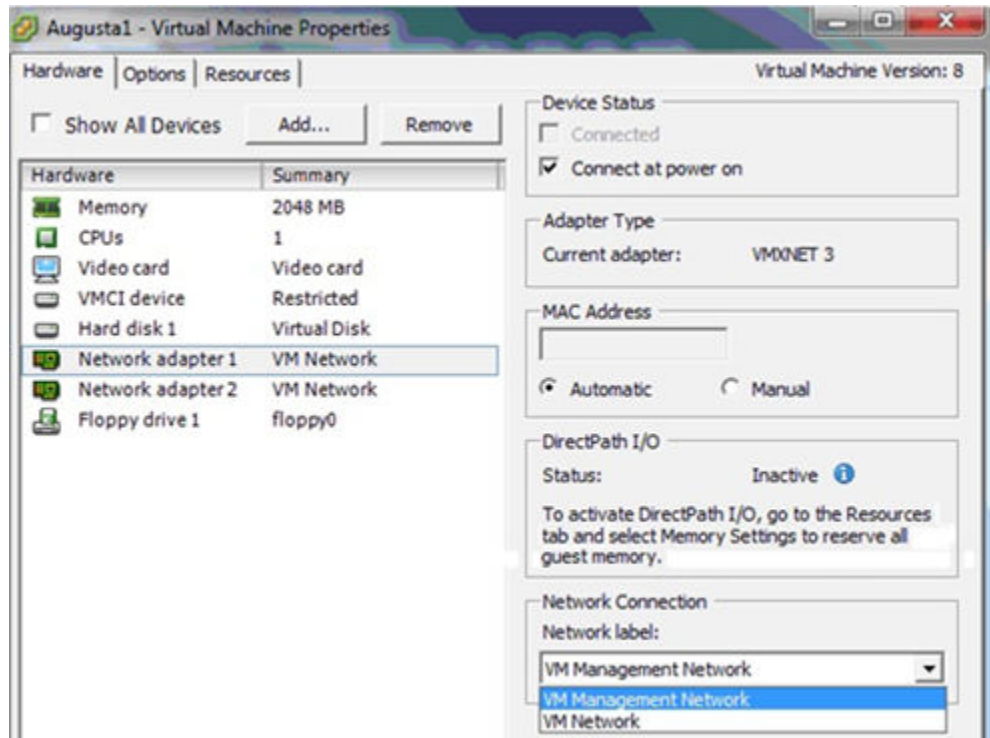 Augusta1 - Virtual Machine Properties
Hardware Options Resources Virtual Machine Version: 8
Show All Devices Add... Remove
Hardware Summary
Memory 2048 MB
CPUs 1
Video card Video card
VMCI device Restricted
Hard disk 1 Virtual Disk
Network adapter 1 VM Network
Network adapter 2 VM Network
Floppy drive 1 floppy0
Device Status
Connected
Connect at power on
Adapter Type
Current adapter: VMXNET 3
MAC Address
Automatic Manual
DirectPath I/O
Status: Inactive
To activate DirectPath I/O, go to the Resources
tab and select Memory Settings to reserve all
guest memory.
Network Connection
Network label:
VM Management Network
VM Management Network
VM Network